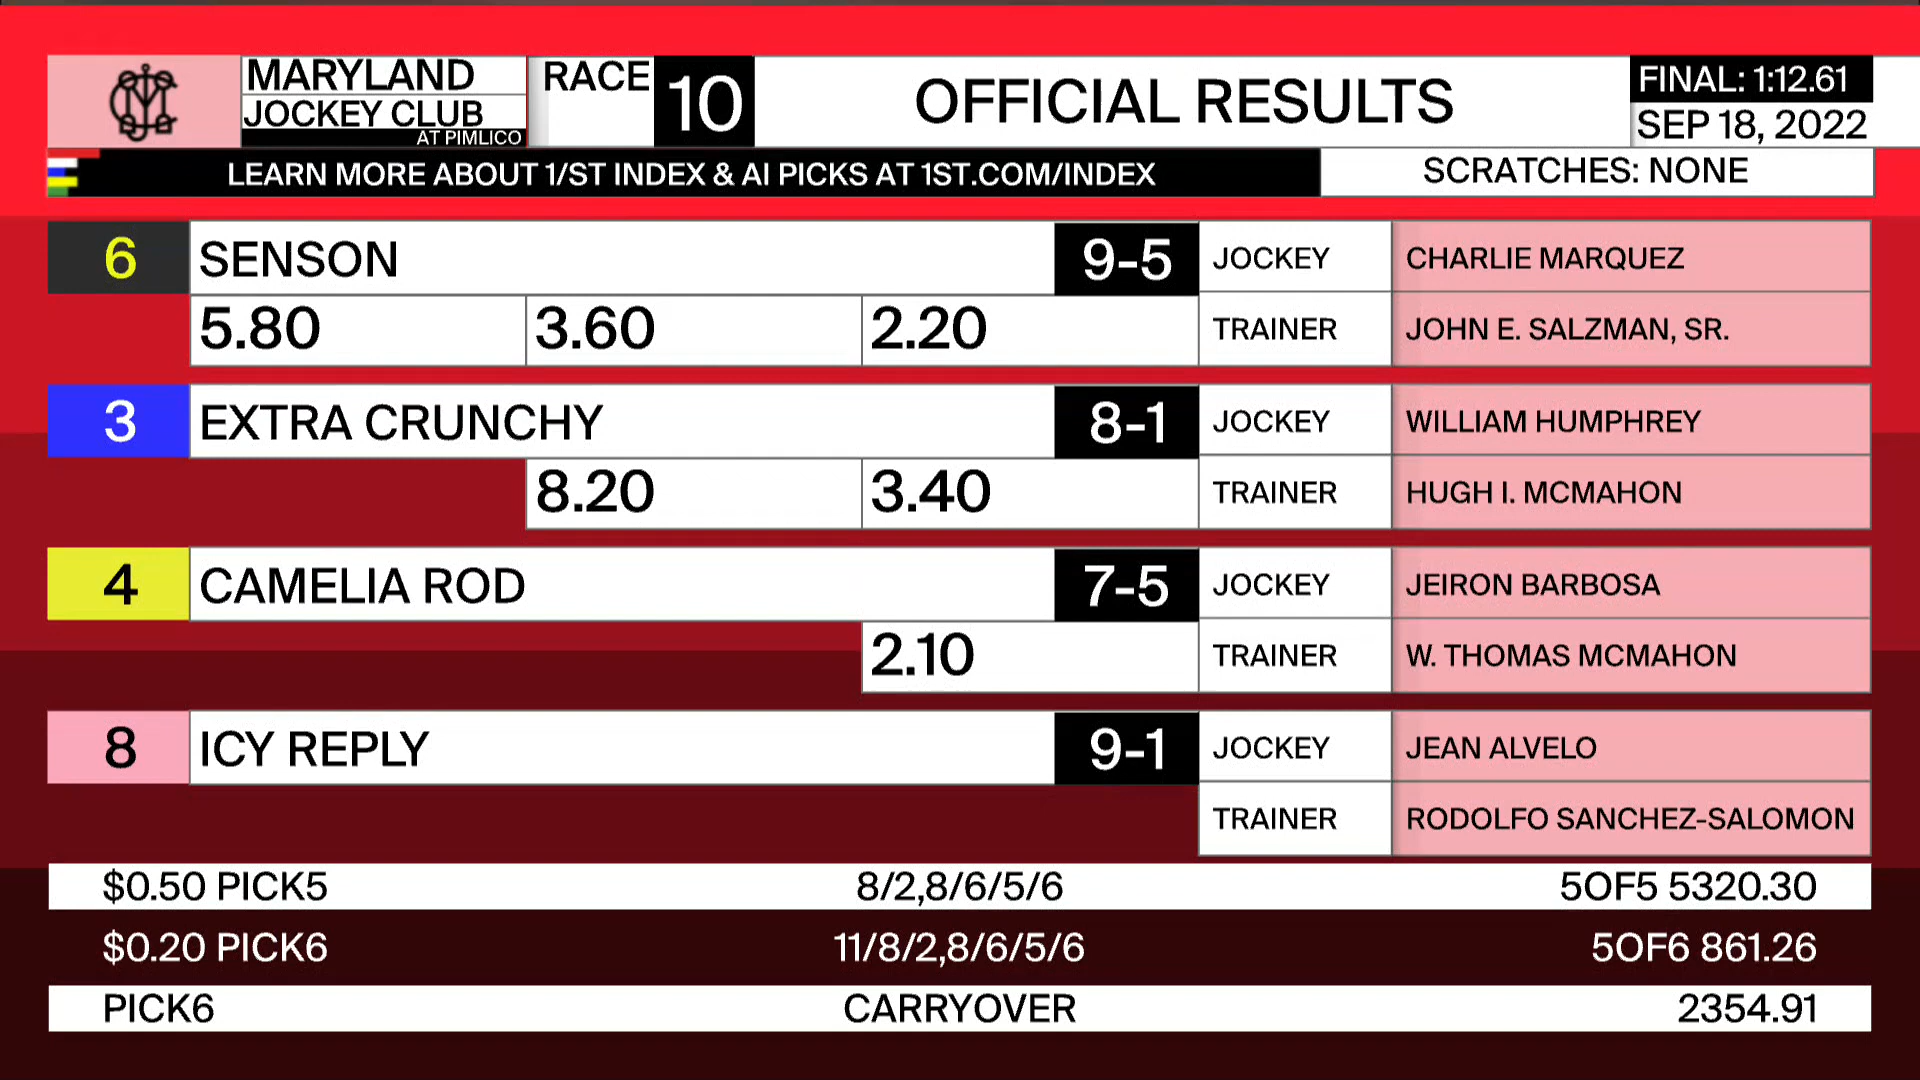 MARYLAND
JOCKEY CLUB
AT PIMLICO
RACE 10
OFFICIAL RESULTS
FINAL: 1:12.61
SEP 18, 2022
LEARN MORE ABOUT 1/ST INDEX & AI PICKS AT 1ST.COM/INDEX
SCRATCHES: NONE
6 SENSON 9-5 JOCKEY CHARLIE MARQUEZ
5.80 3.60 2.20 TRAINER JOHN E. SALZMAN, SR.
3 EXTRA CRUNCHY 8-1 JOCKEY WILLIAM HUMPHREY
8.20 3.40 TRAINER HUGH I. MCMAHON
4 CAMELIA ROD 7-5 JOCKEY JEIRON BARBOSA
2.10 TRAINER W. THOMAS MCMAHON
8 ICY REPLY 9-1 JOCKEY JEAN ALVELO
TRAINER RODOLFO SANCHEZ-SALOMON
$0.50 PICK5 8/2,8/6/5/6 5OF5 5320.30
$0.20 PICK6 11/8/2,8/6/5/6 5OF6 861.26
PICK6 CARRYOVER 2354.91